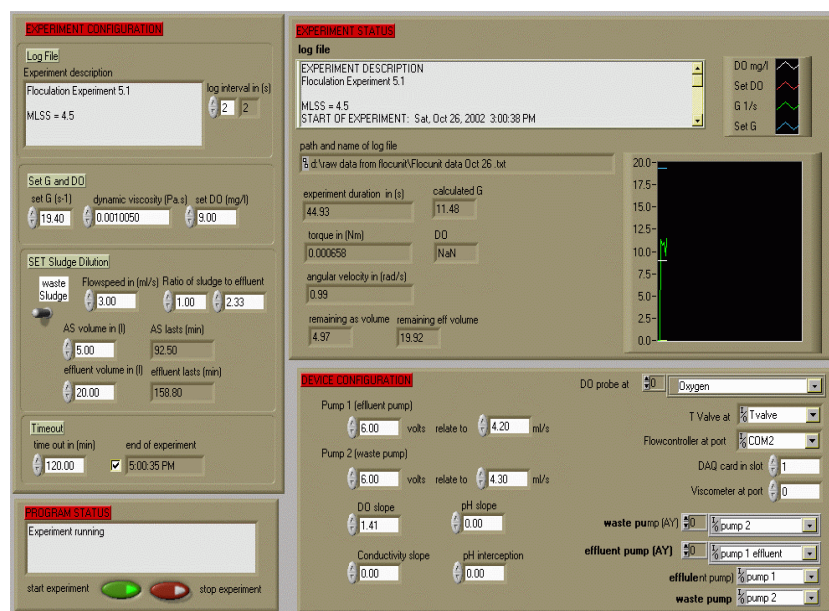 EXPERIMENT CONFIGURATION
Log File
Experiment description
Floculation Experiment 5.1
MLSS = 4.5
log interval in (s)
2 2
Set G and DO
set G (s-1) dynamic viscosity (Pa.s) set DO (mg/l)
19.40 0.0010050 9.00
SET Sludge Dilution
waste Sludge
Flowspeed in (ml/s) Ratio of sludge to effluent
3.00 1.00 2.33
AS volume in (l) AS lasts (min)
5.00 92.50
effluent volume in (l) effluent lasts (min)
20.00 158.80
Timeout
time out in (min) end of experiment
120.00 5:00:35 PM
PROGRAM STATUS
Experiment running
start experiment stop experiment
EXPERIMENT STATUS
log file
EXPERIMENT DESCRIPTION
Floculation Experiment 5.1
MLSS = 4.5
START OF EXPERIMENT: Sat, Oct 26, 2002 3:00:38 PM
DO mg/l
Set DO
G 1/s
Set G
path and name of log file
d:\raw data from flocunit\Flocunit data Oct 26 .txt
experiment duration in (s) calculated G
44.93 11.48
torque in (Nm) DO
0.000658 NaN
angular velocity in (rad/s)
0.99
remaining as volume remaining eff volume
4.97 19.92
20.0
17.5
15.0
12.5
10.0
7.5
5.0
2.5
0.0
DEVICE CONFIGURATION
Pump 1 (effluent pump)
6.00 volts relate to 4.20 ml/s
Pump 2 (waste pump)
6.00 volts relate to 4.30 ml/s
DO slope pH slope
1.41 0.00
Conductivity slope pH interception
0.00 0.00
DO probe at 0 Oxygen
T Valve at Tvalve
Flowcontroller at port COM2
DAQ card in slot 1
Viscometer at port 0
waste pump (AY) 0 pump 2
effluent pump (AY) 0 pump 1 effluent
efflulent pump) pump 1
waste pump pump 2